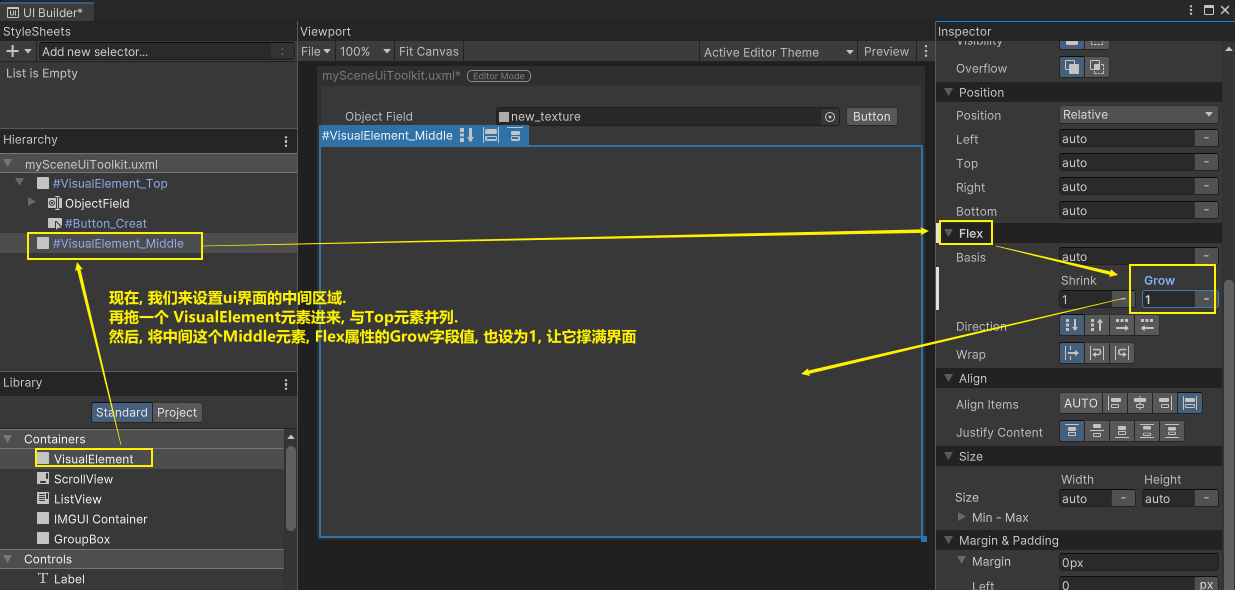 UI Builder*
StyleSheets
Add new selector...
List is Empty
Hierarchy
mySceneUiToolkit.uxml
#VisualElement_Top
ObjectField
#Button_Creat
#VisualElement_Middle
Library
Standard Project
Containers
VisualElement
ScrollView
ListView
IMGUI Container
GroupBox
Controls
Label
Viewport
File 100% Fit Canvas Active Editor Theme Preview
mySceneUiToolkit.uxml* Editor Mode
Object Field new_texture Button
#VisualElement_Middle
现在, 我们来设置ui界面的中间区域.
再拖一个 VisualElement元素进来, 与Top元素并列.
然后, 将中间这个Middle元素, Flex属性的Grow字段值, 也设为1, 让它撑满界面
Inspector
Visibility
Overflow
Position
Position Relative
Left auto -
Top auto -
Right auto -
Bottom auto -
Flex
Basis auto -
Shrink Grow
1 - 1 -
Direction
Wrap
Align
Align Items AUTO
Justify Content
Size
Width Height
Size auto - auto -
Min - Max
Margin & Padding
Margin 0px
Left 0 px